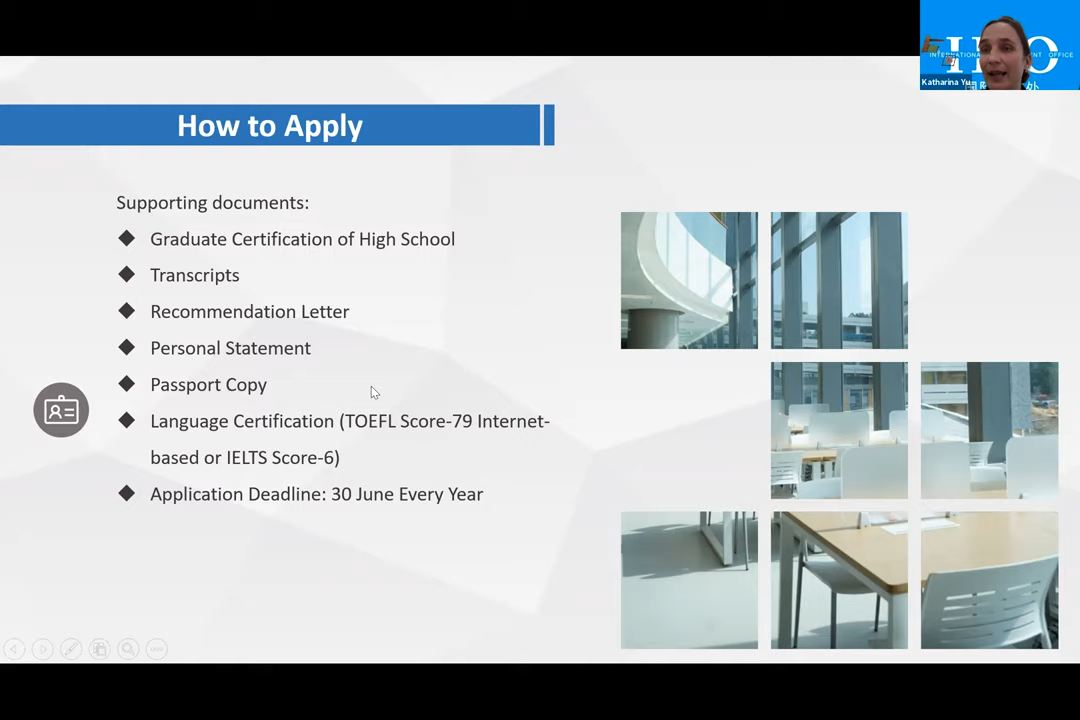 How to Apply
Supporting documents:
Graduate Certification of High School
Transcripts
Recommendation Letter
Personal Statement
Passport Copy
Language Certification (TOEFL Score-79 Internet-
based or IELTS Score-6)
Application Deadline: 30 June Every Year
Katharina Yu